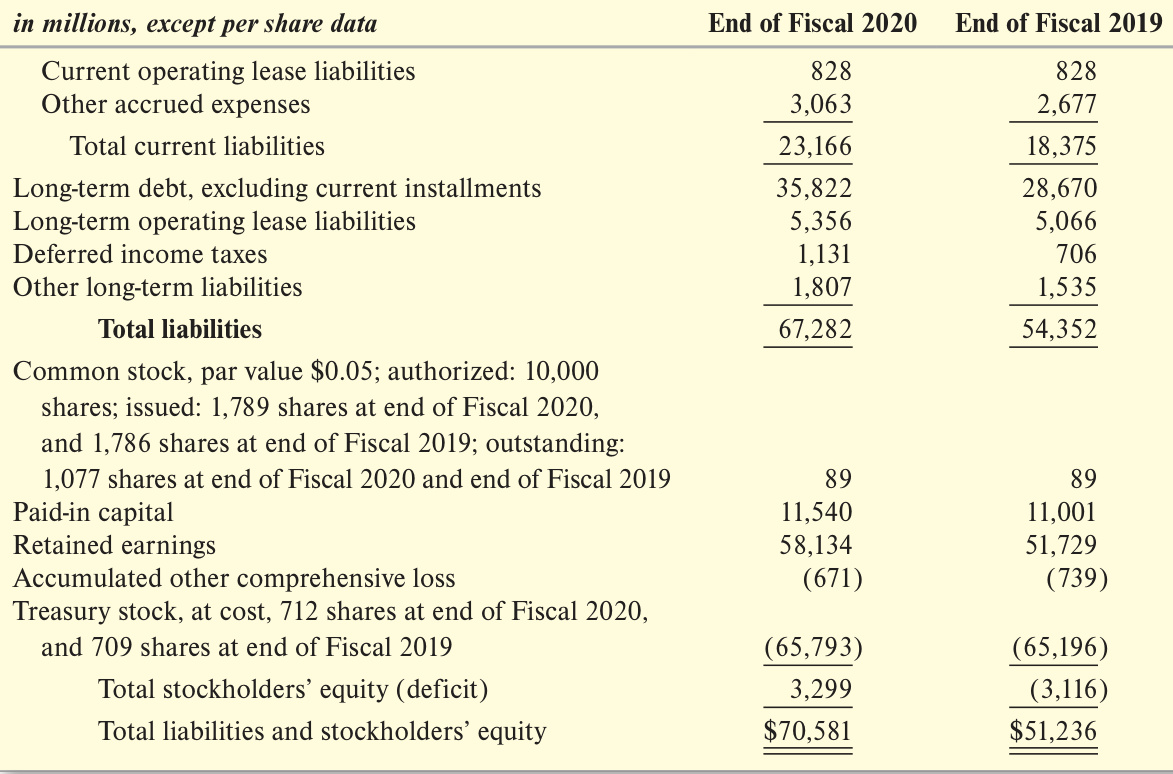 in millions, except per share data End of Fiscal 2020 End of Fiscal 2019
Current operating lease liabilities 828 828
Other accrued expenses 3,063 2,677
Total current liabilities 23,166 18,375
Long-term debt, excluding current installments 35,822 28,670
Long-term operating lease liabilities 5,356 5,066
Deferred income taxes 1,131 706
Other long-term liabilities 1,807 1,535
Total liabilities 67,282 54,352
Common stock, par value $0.05; authorized: 10,000
shares; issued: 1,789 shares at end of Fiscal 2020,
and 1,786 shares at end of Fiscal 2019; outstanding:
1,077 shares at end of Fiscal 2020 and end of Fiscal 2019 89 89
Paid-in capital 11,540 11,001
Retained earnings 58,134 51,729
Accumulated other comprehensive loss (671) (739)
Treasury stock, at cost, 712 shares at end of Fiscal 2020,
and 709 shares at end of Fiscal 2019 (65,793) (65,196)
Total stockholders’ equity (deficit) 3,299 (3,116)
Total liabilities and stockholders’ equity $70,581 $51,236